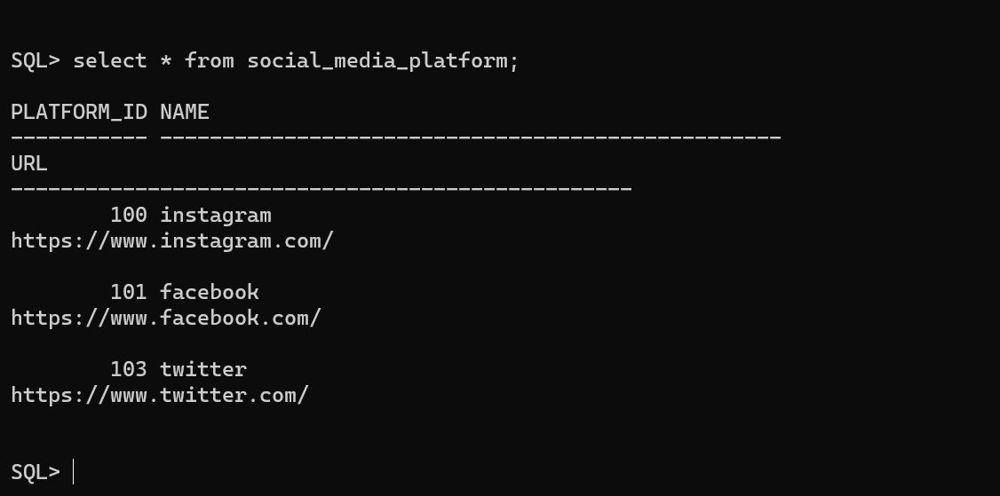 SQL> select * from social_media_platform;
PLATFORM_ID NAME
----------- --------------------------------------------------
URL
--------------------------------------------------
        100 instagram
https://www.instagram.com/
        101 facebook
https://www.facebook.com/
        103 twitter
https://www.twitter.com/
SQL>